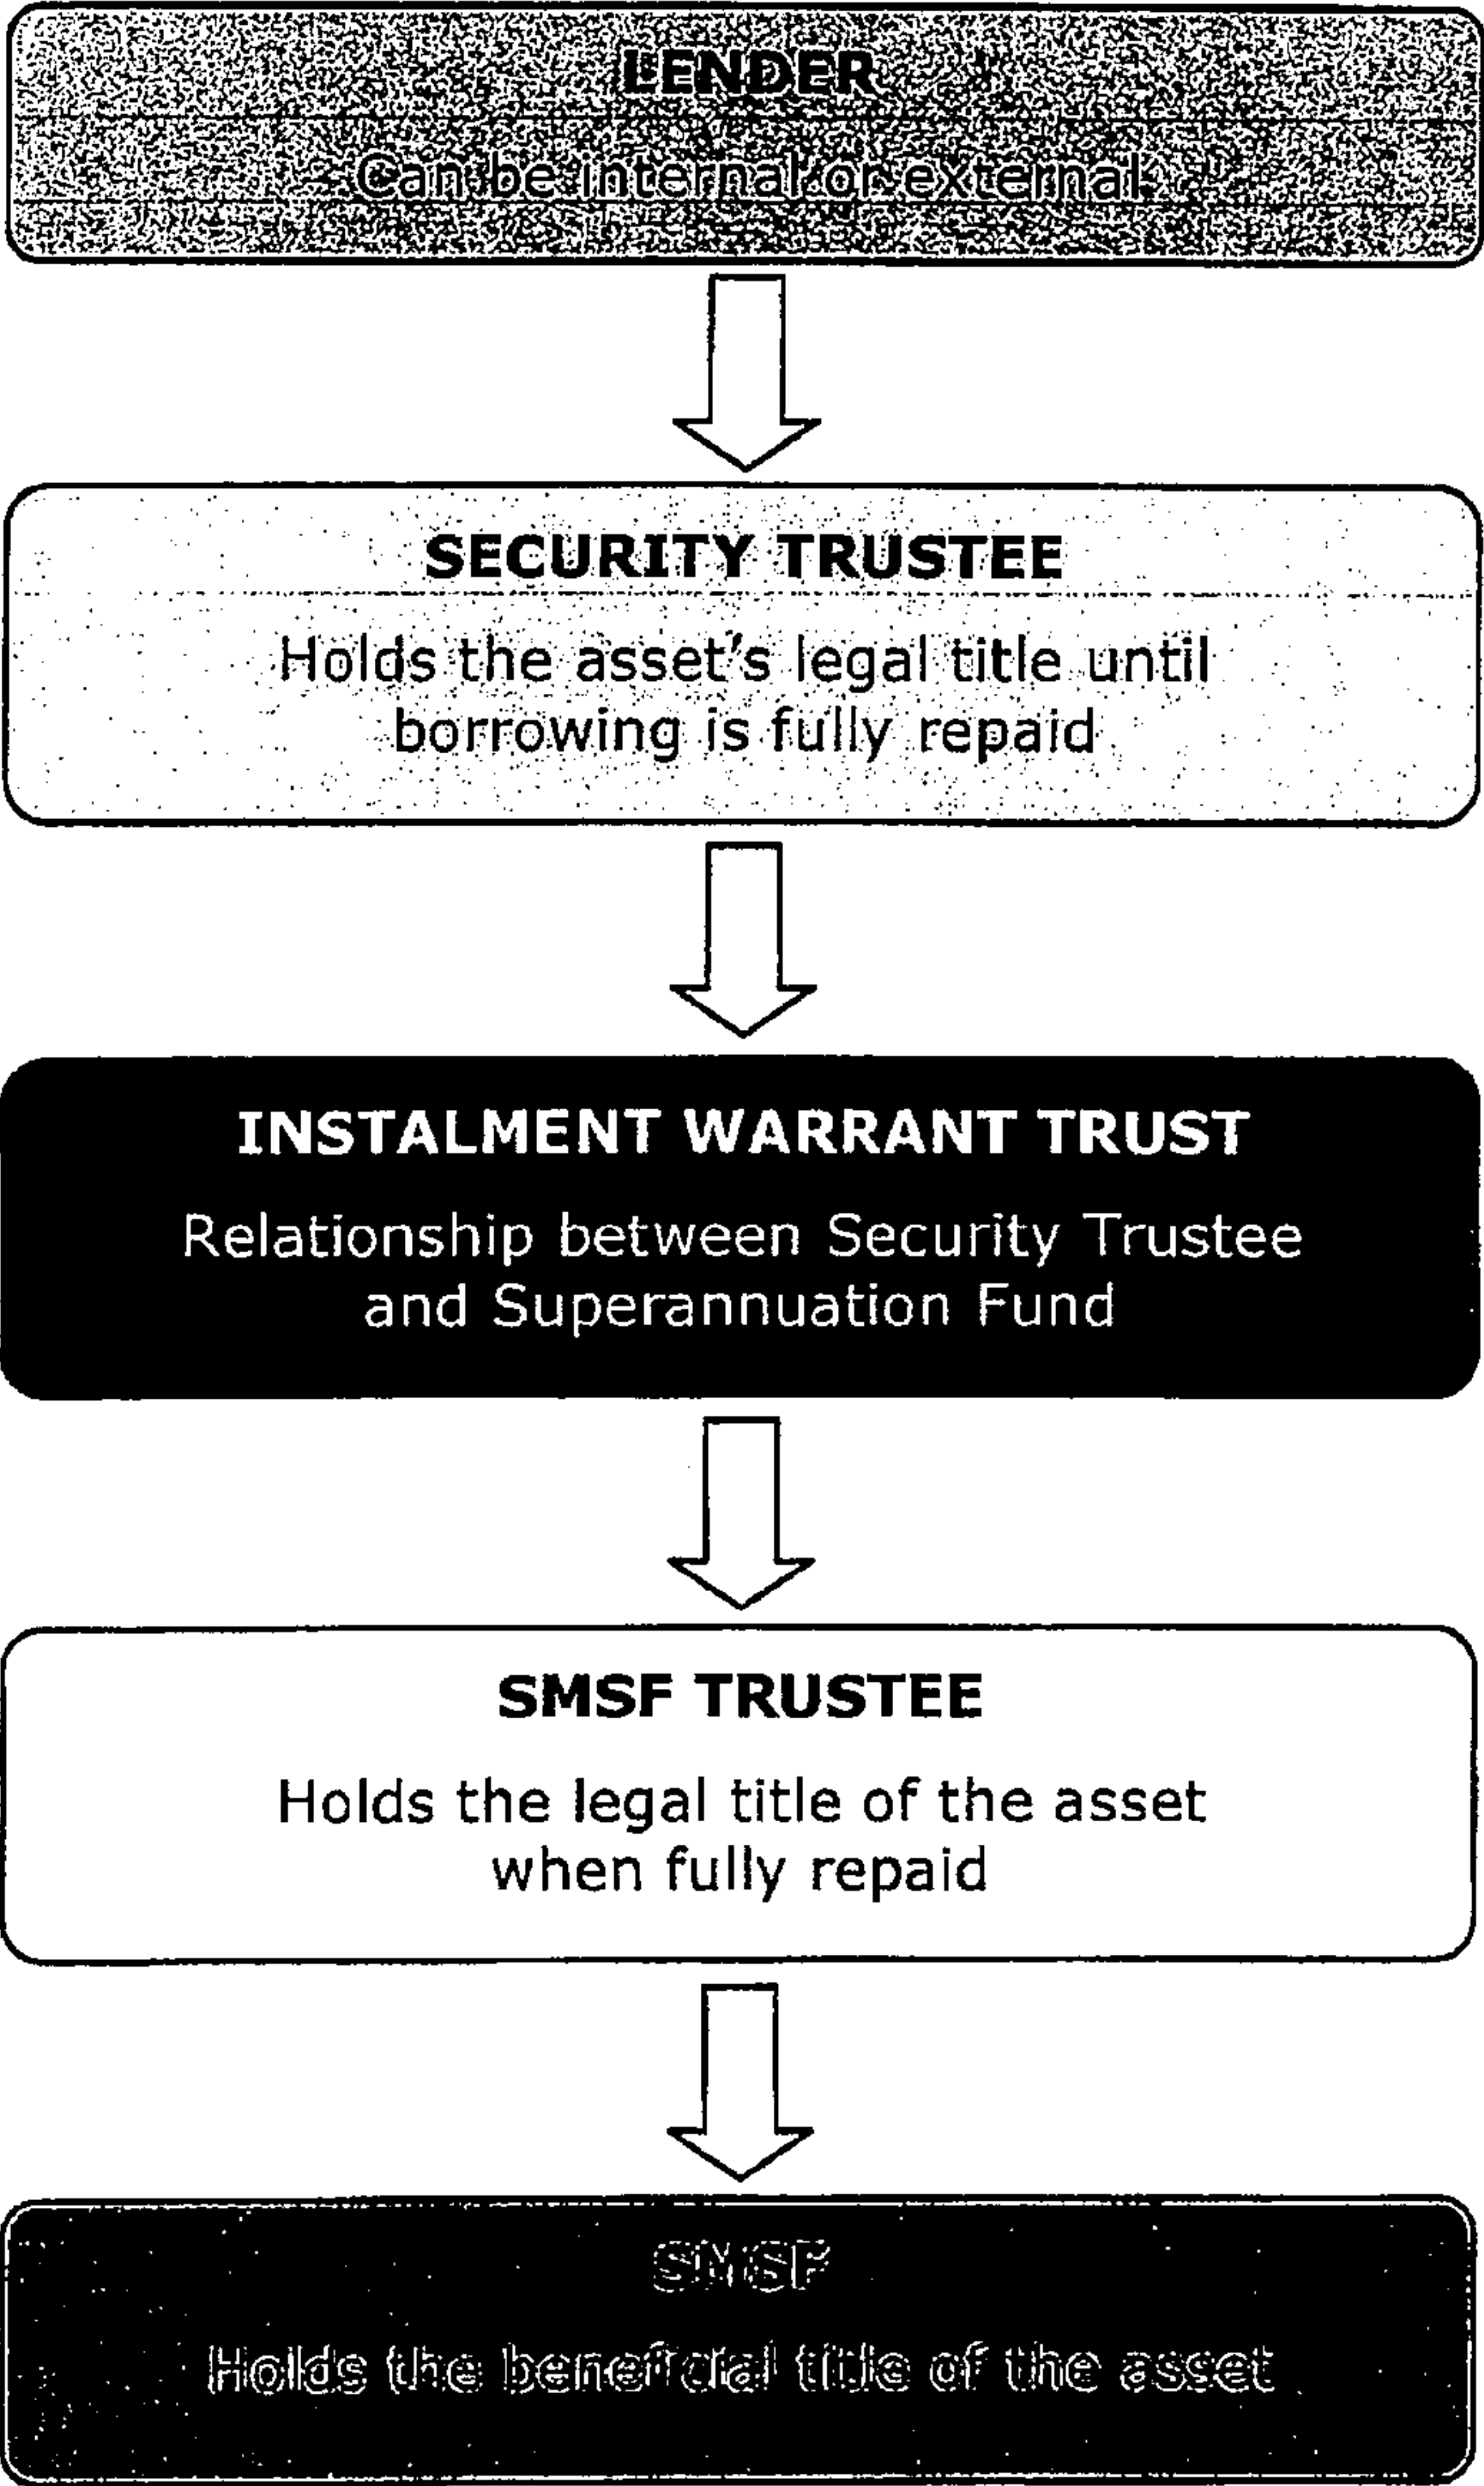 LENDER
Can be internal or external
SECURITY TRUSTEE
Holds the asset's legal title until
borrowing is fully repaid
INSTALMENT WARRANT TRUST
Relationship between Security Trustee
and Superannuation Fund
SMSF TRUSTEE
Holds the legal title of the asset
when fully repaid
SMSF
Holds the beneficial title of the asset